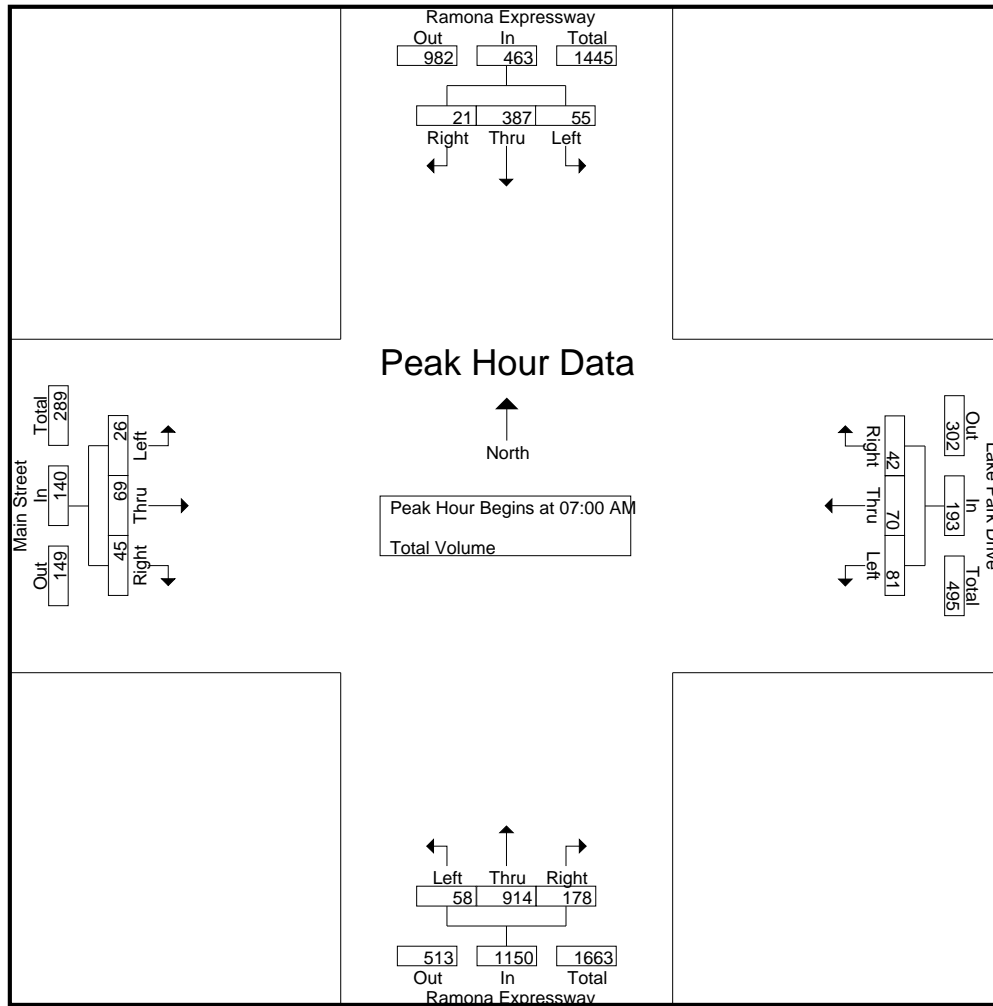 Ramona Expressway
Out In Total
982 463 1445
21 387 55
Right Thru Left
Peak Hour Data
North
Peak Hour Begins at 07:00 AM
Total Volume
Main Street
Total In Out
289 140 149
26 69 45
Left Thru Right
Right Thru Left
42 70 81
302 193 495
Out In Total
Lake Park Drive
Left Thru Right
58 914 178
513 1150 1663
Out In Total
Ramona Expressway